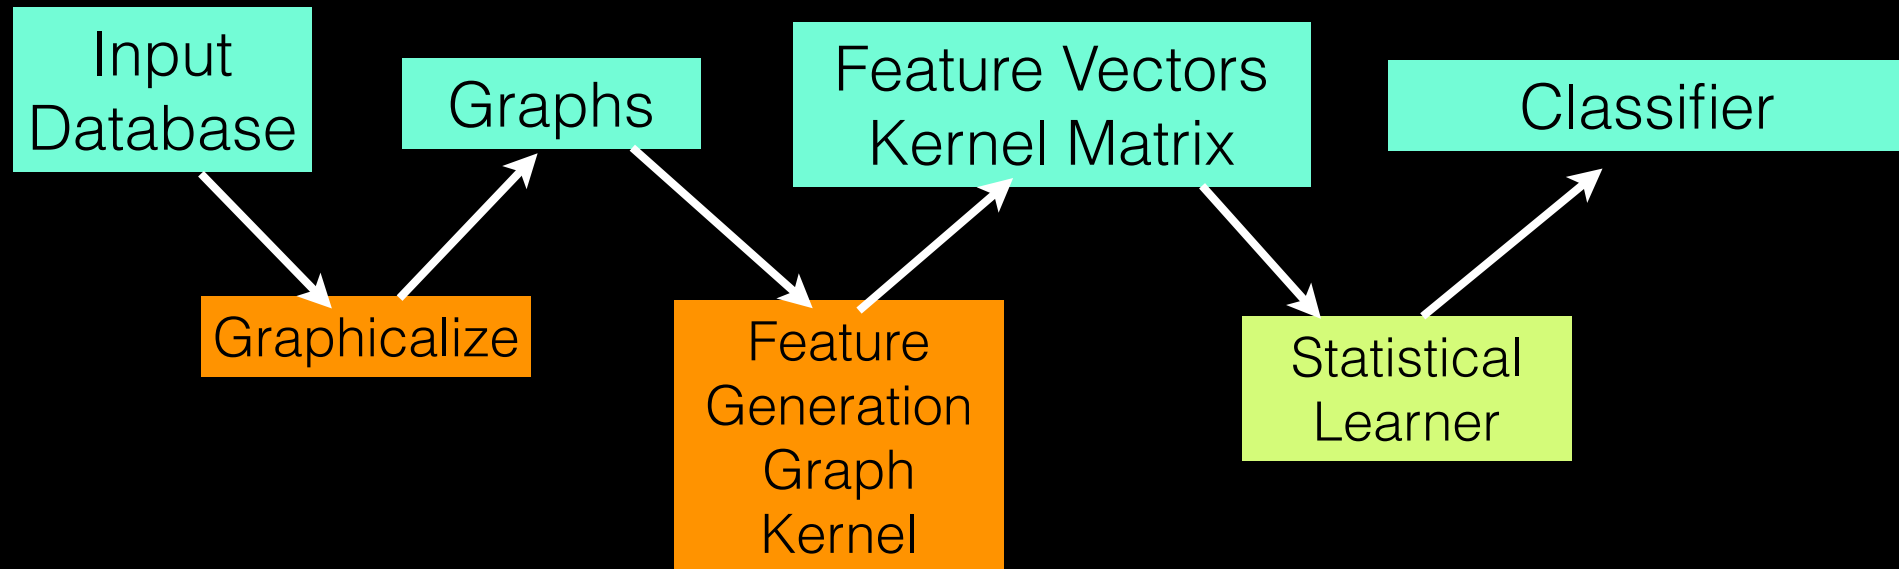 Input
Database
Graphs
Feature Vectors
Kernel Matrix
Classifier
Graphicalize
Feature
Generation
Graph
Kernel
Statistical
Learner